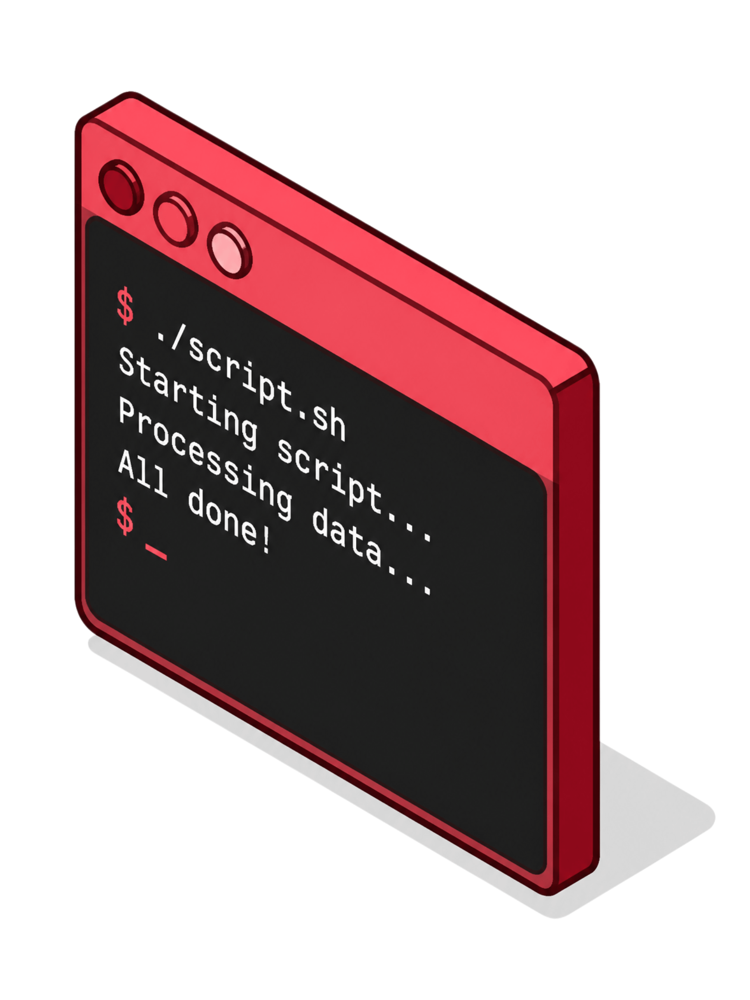 $ ./script.sh
Starting script...
Processing data...
All done!
$ _